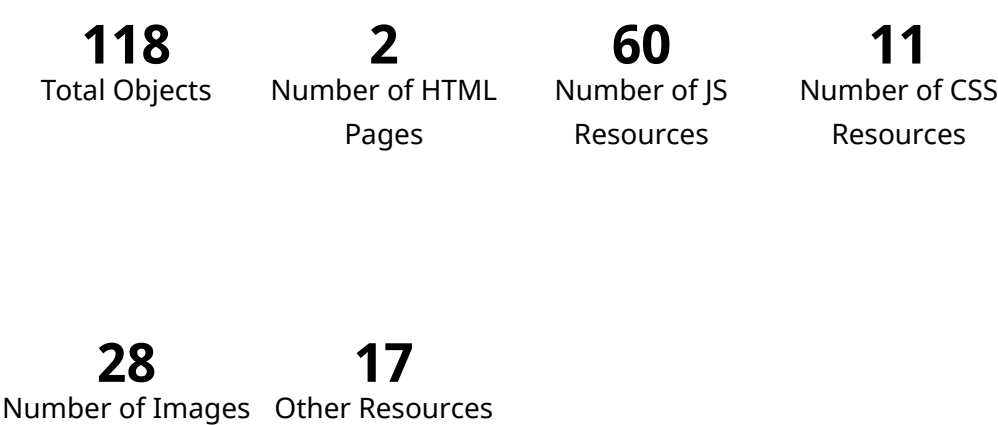 118
Total Objects
2
Number of HTML
Pages
60
Number of JS
Resources
11
Number of CSS
Resources
28
Number of Images
17
Other Resources